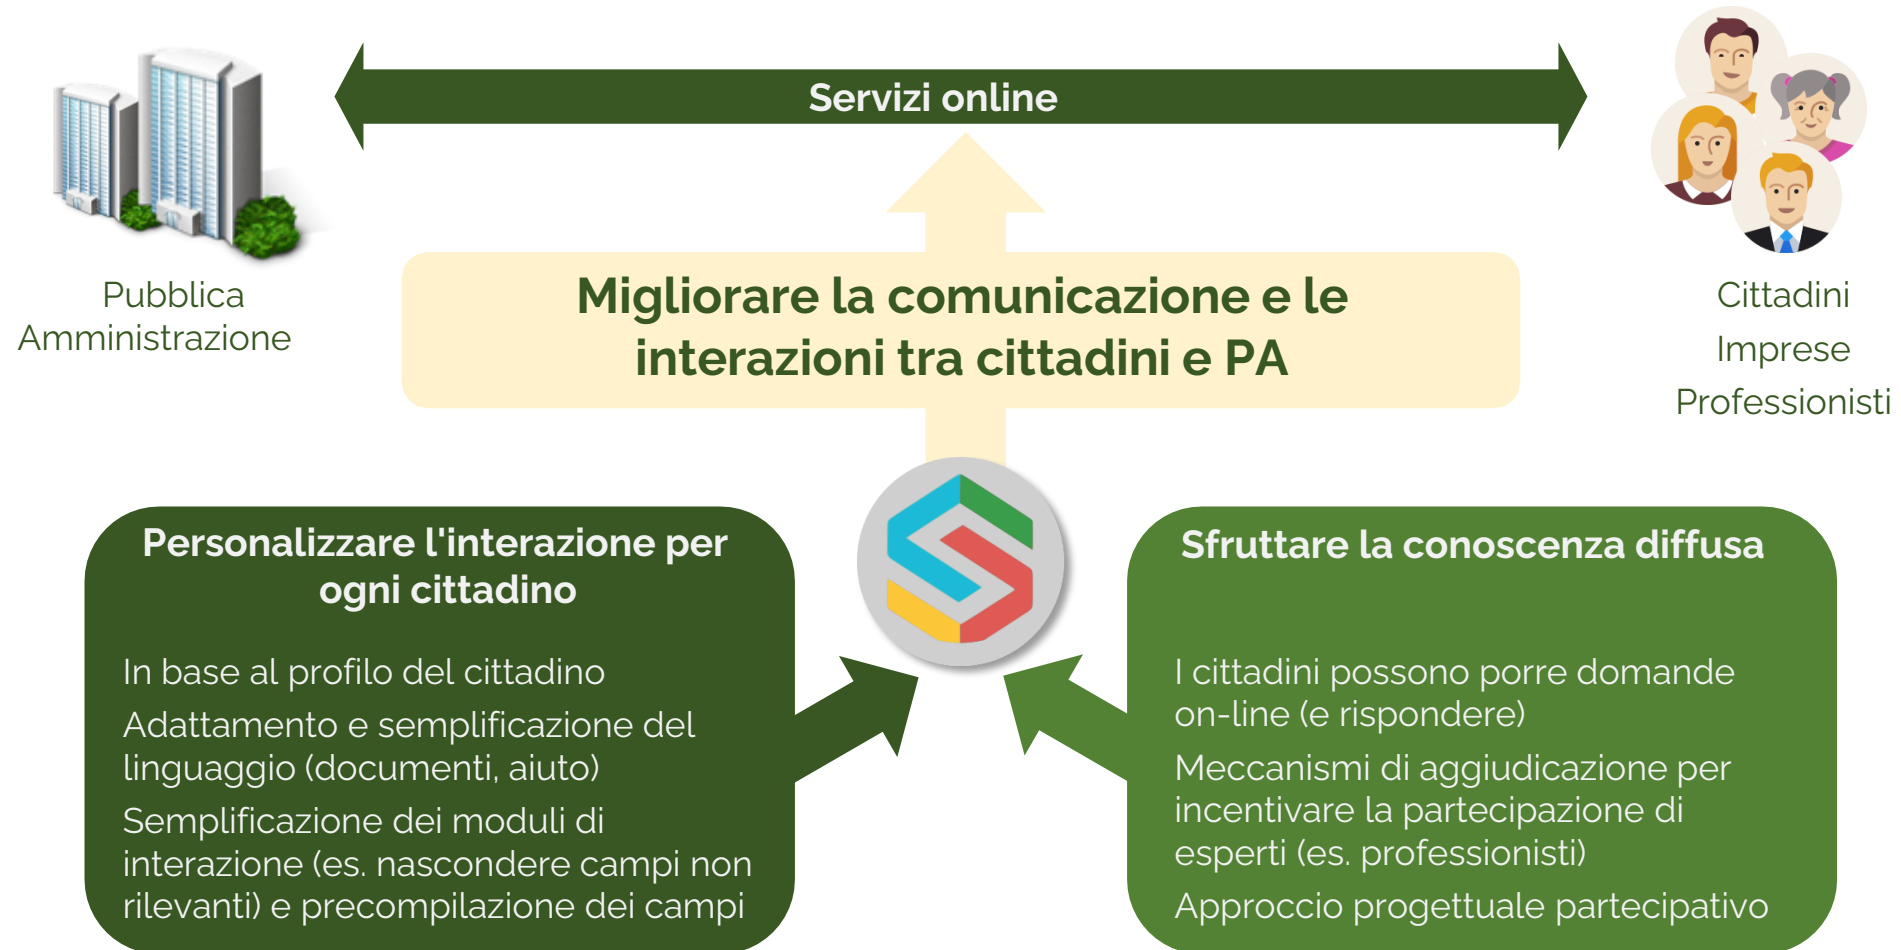 Servizi online
Pubblica
Amministrazione
Migliorare la comunicazione e le
interazioni tra cittadini e PA
Cittadini
Imprese
Professionisti
Personalizzare l'interazione per
ogni cittadino
In base al profilo del cittadino
Adattamento e semplificazione del
linguaggio (documenti, aiuto)
Semplificazione dei moduli di
interazione (es. nascondere campi non
rilevanti) e precompilazione dei campi
Sfruttare la conoscenza diffusa
I cittadini possono porre domande
on-line (e rispondere)
Meccanismi di aggiudicazione per
incentivare la partecipazione di
esperti (es. professionisti)
Approccio progettuale partecipativo